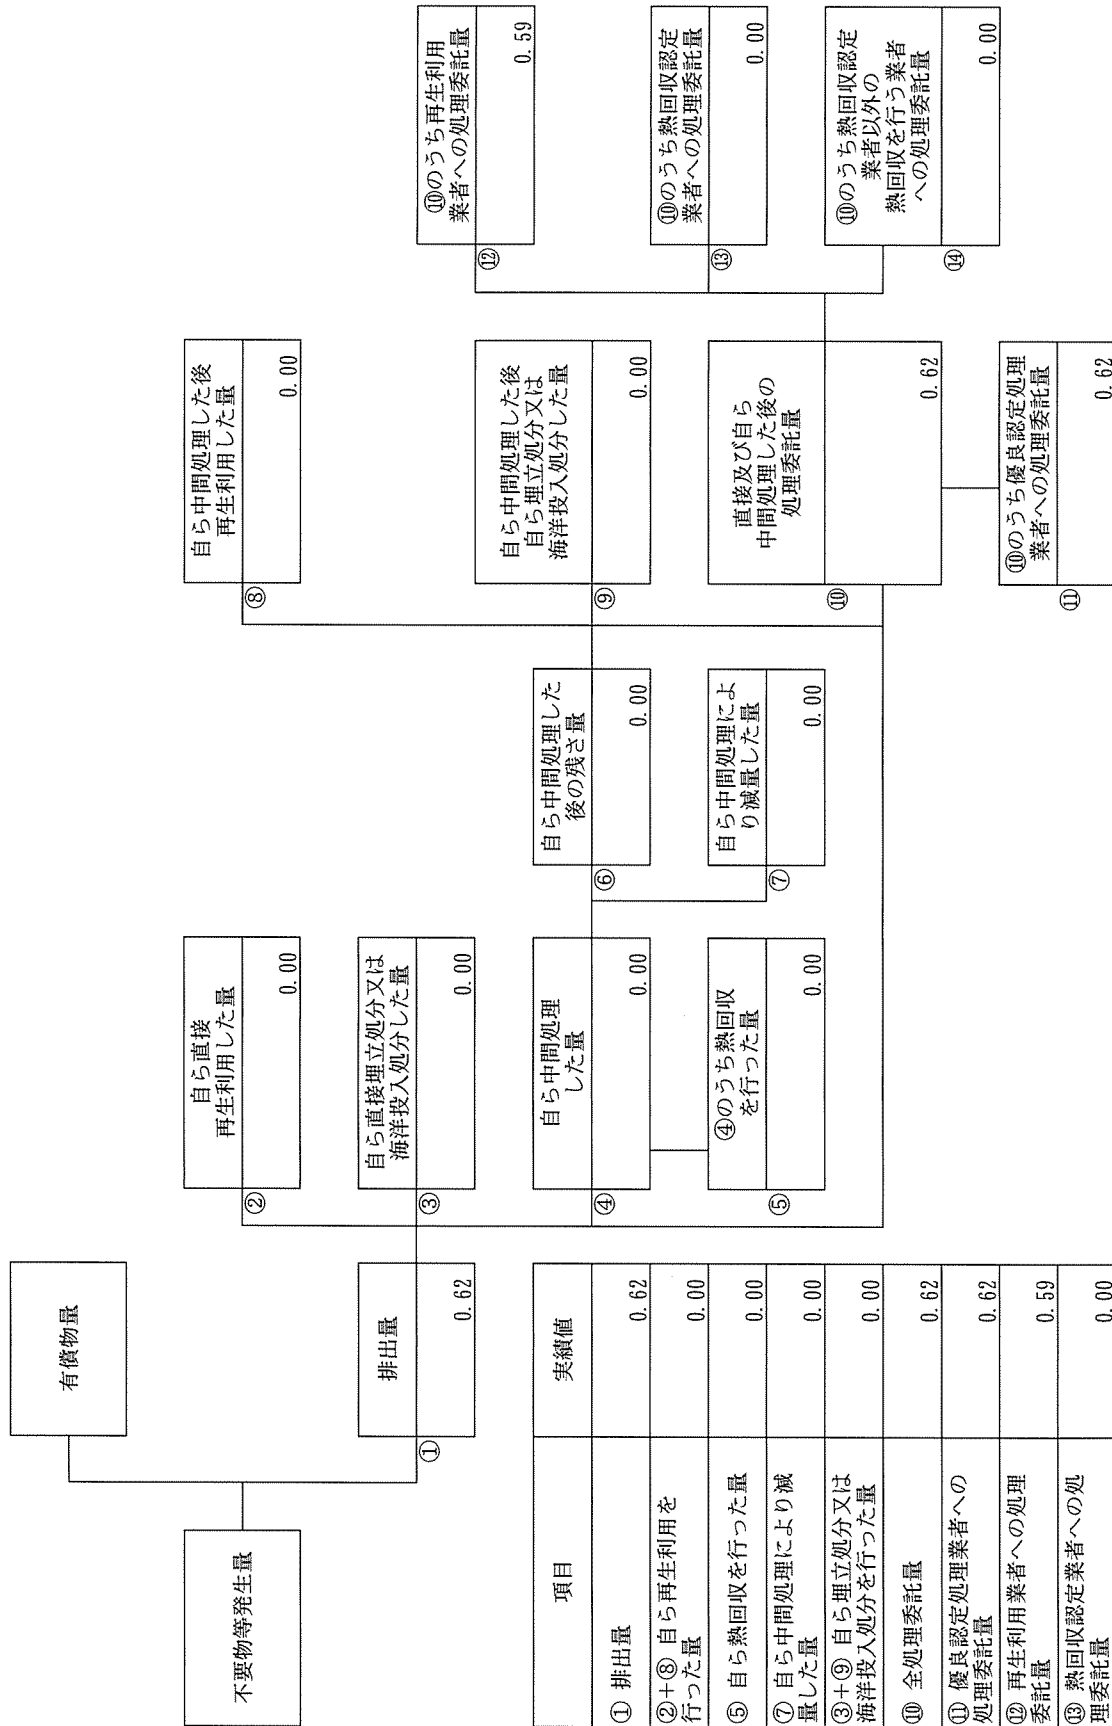 不要物等発生量
有償物量
排出量
①
0.62
②
自ら直接
再生利用した量
0.00
③
自ら直接埋立処分又は
海洋投入処分した量
0.00
④
自ら中間処理
した量
0.00
⑤
④のうち熱回収
を行った量
0.00
⑥
自ら中間処理した
後の残さ量
0.00
⑦
自ら中間処理によ
り減量した量
0.00
⑧
自ら中間処理した後
再生利用した量
0.00
⑨
自ら中間処理した後
自ら埋立処分又は
海洋投入処分した量
0.00
⑩
直接及び自ら
中間処理した後の
処理委託量
0.62
⑪
⑩のうち優良認定処理
業者への処理委託量
0.62
⑫
⑩のうち再生利用
業者への処理委託量
0.59
⑬
⑩のうち熱回収認定
業者への処理委託量
0.00
⑭
⑩のうち熱回収認定
業者以外の
熱回収を行う業者
への処理委託量
0.00
項目 実績値
① 排出量 0.62
②+⑧ 自ら再生利用を
行った量 0.00
⑤ 自ら熱回収を行った量 0.00
⑦ 自ら中間処理により減
量した量 0.00
③+⑨ 自ら埋立処分又は
海洋投入処分を行った量 0.00
⑩ 全処理委託量 0.62
⑪ 優良認定処理業者への
処理委託量 0.62
⑫ 再生利用業者への処理
委託量 0.59
⑬ 熱回収認定業者への処
理委託量 0.00